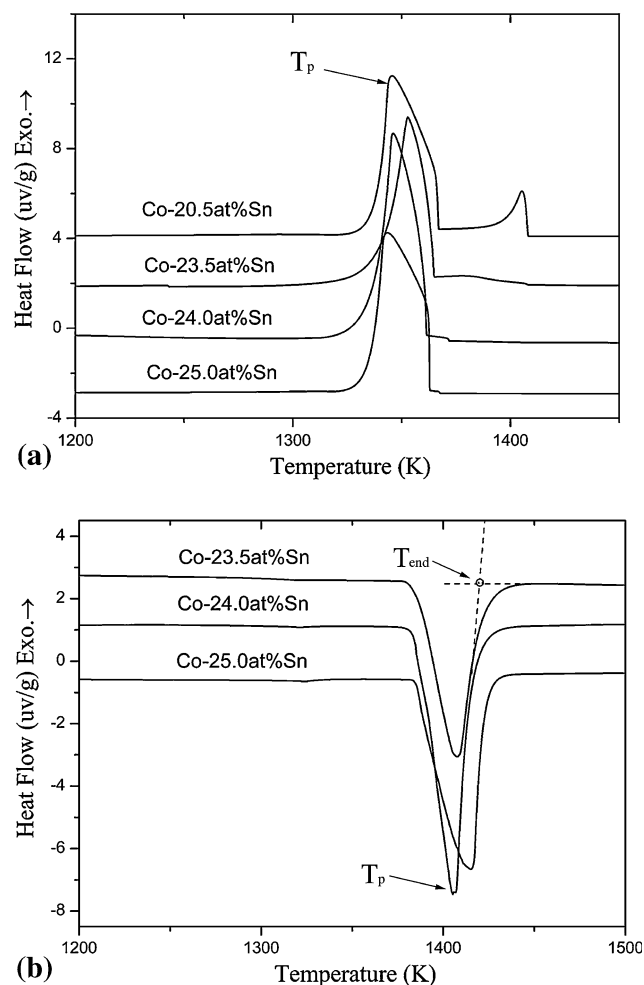 12
8
4
0
-4
Heat Flow (uv/g) Exo.→
Tp
Co-20.5at%Sn
Co-23.5at%Sn
Co-24.0at%Sn
Co-25.0at%Sn
1200
1300
1400
(a)
Temperature (K)
4
2
0
-2
-4
-6
-8
Heat Flow (uv/g) Exo.→
Co-23.5at%Sn
Tend
Co-24.0at%Sn
Co-25.0at%Sn
Tp
1200
1300
1400
1500
(b)
Temperature (K)